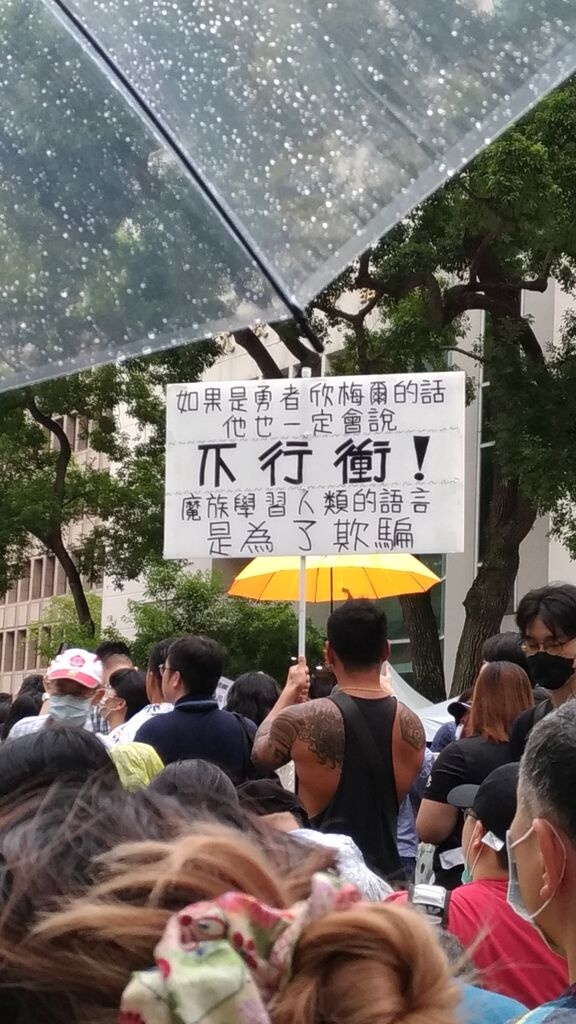 如果是勇者欣梅爾的話
他也一定會說
不行衝！
魔族學習人類的語言
是為了欺騙